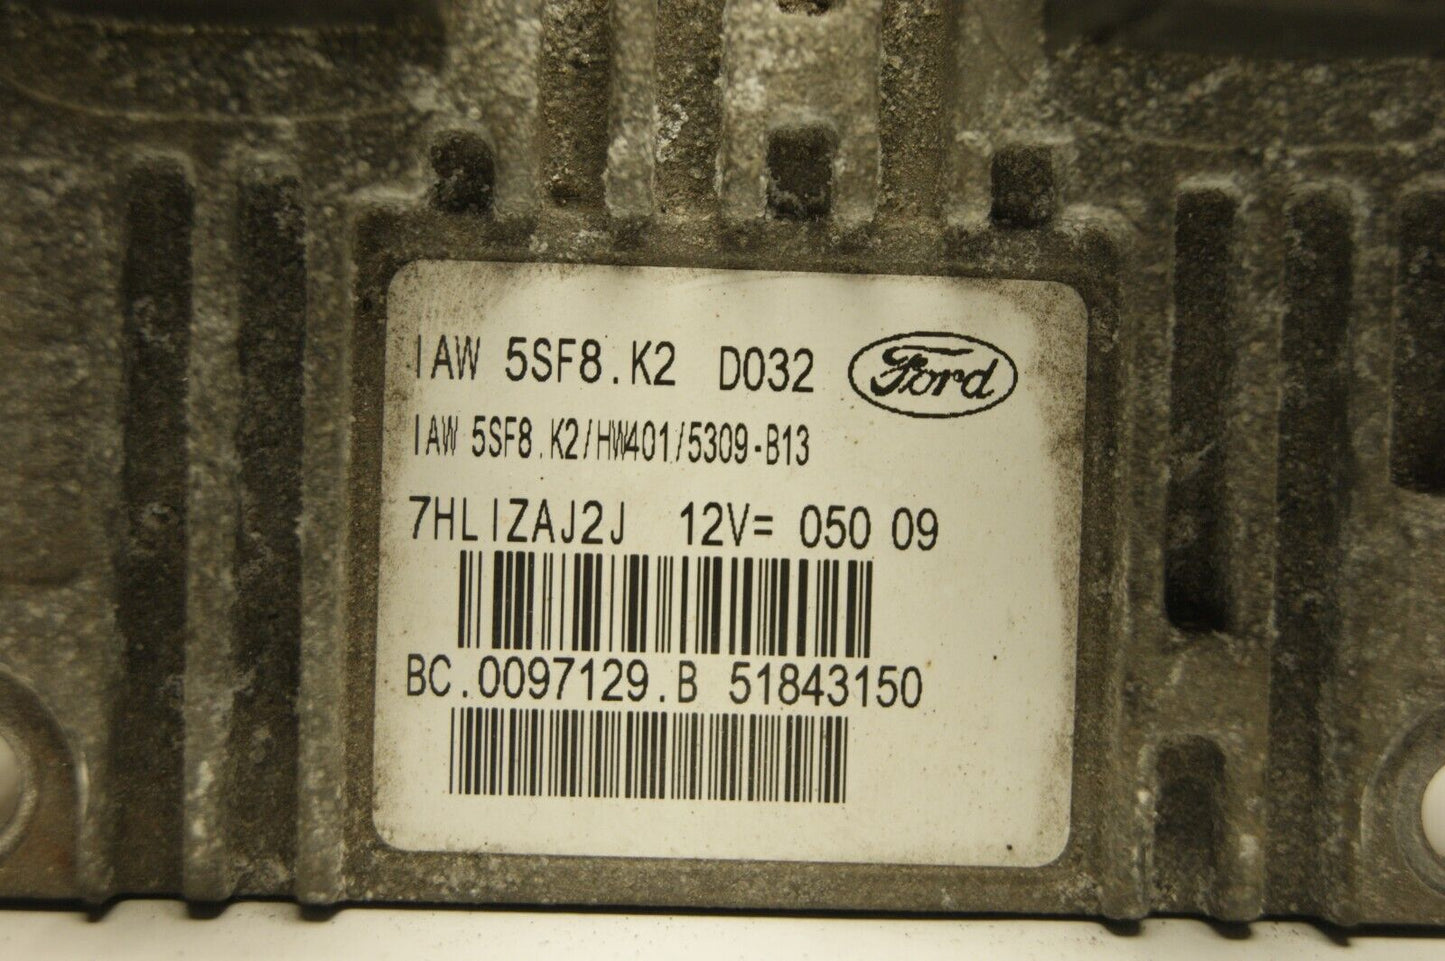 IAW 5SF8.K2 D032 Ford
IAW 5SF8.K2/HW401/5309-B13
7HLIZAJ2J 12V= 050 09
BC.0097129.B 51843150